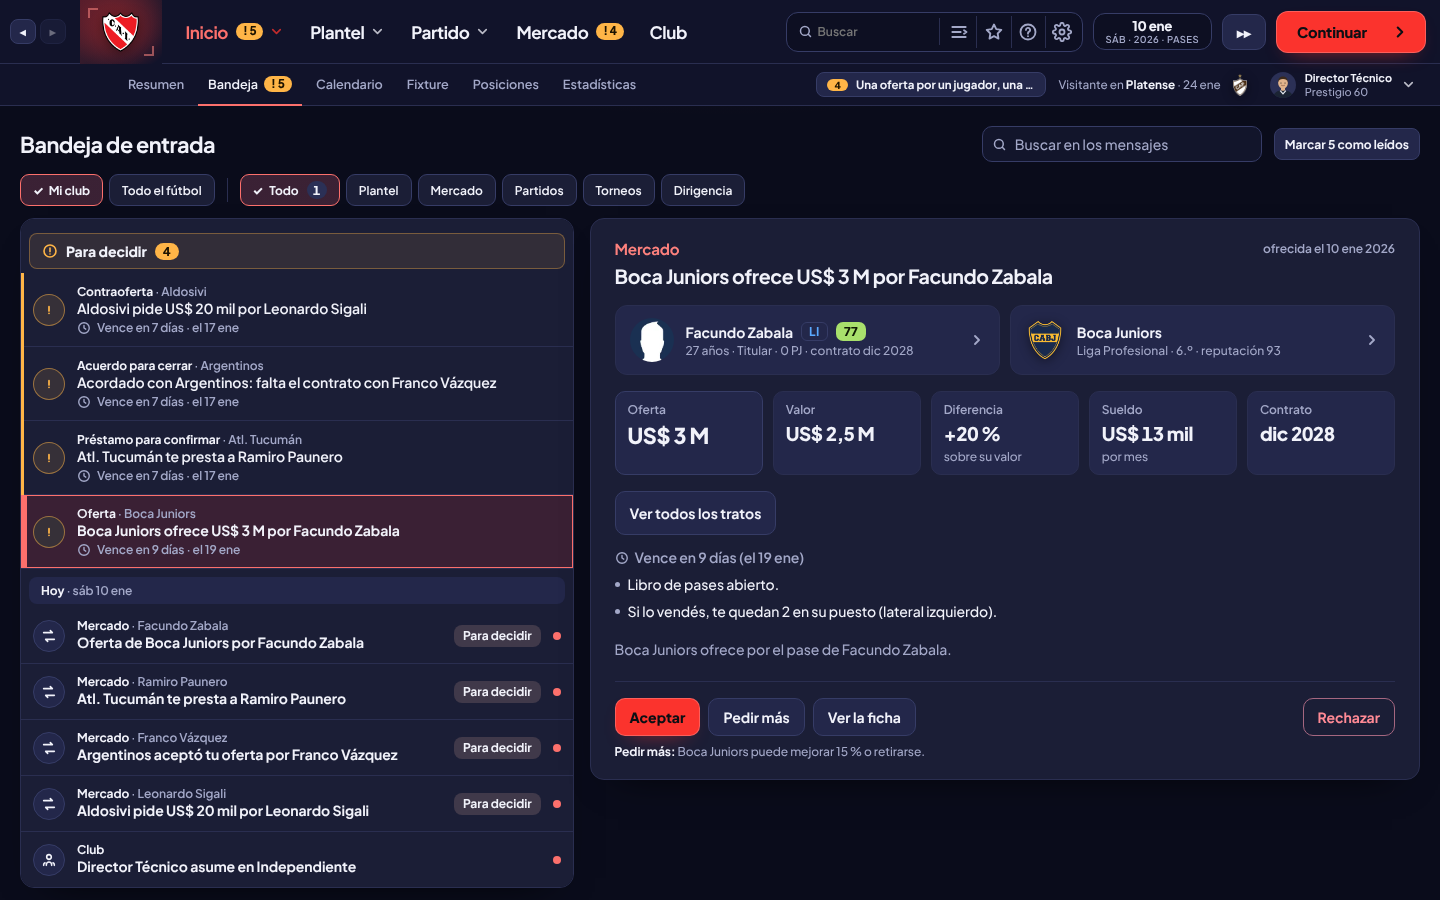 Inicio ! 5
Plantel
Partido
Mercado ! 4
Club
Buscar
10 ene
SÁB · 2026 · PASES
Continuar
Resumen
Bandeja ! 5
Calendario
Fixture
Posiciones
Estadísticas
4 Una oferta por un jugador, una ...
Visitante en Platense · 24 ene
Director Técnico
Prestigio 60
Bandeja de entrada
Buscar en los mensajes
Marcar 5 como leídos
Mi club
Todo el fútbol
Todo 1
Plantel
Mercado
Partidos
Torneos
Dirigencia
Para decidir 4
Contraoferta · Aldosivi
Aldosivi pide US$ 20 mil por Leonardo Sigali
Vence en 7 días · el 17 ene
Acuerdo para cerrar · Argentinos
Acordado con Argentinos: falta el contrato con Franco Vázquez
Vence en 7 días · el 17 ene
Préstamo para confirmar · Atl. Tucumán
Atl. Tucumán te presta a Ramiro Paunero
Vence en 7 días · el 17 ene
Oferta · Boca Juniors
Boca Juniors ofrece US$ 3 M por Facundo Zabala
Vence en 9 días · el 19 ene
Hoy · sáb 10 ene
Mercado · Facundo Zabala
Oferta de Boca Juniors por Facundo Zabala
Para decidir
Mercado · Ramiro Paunero
Atl. Tucumán te presta a Ramiro Paunero
Para decidir
Mercado · Franco Vázquez
Argentinos aceptó tu oferta por Franco Vázquez
Para decidir
Mercado · Leonardo Sigali
Aldosivi pide US$ 20 mil por Leonardo Sigali
Para decidir
Club
Director Técnico asume en Independiente
Mercado
ofrecida el 10 ene 2026
Boca Juniors ofrece US$ 3 M por Facundo Zabala
Facundo Zabala LI 77
27 años · Titular · 0 PJ · contrato dic 2028
CABJ
Boca Juniors
Liga Profesional · 6.º · reputación 93
Oferta
US$ 3 M
Valor
US$ 2,5 M
Diferencia
+20 %
sobre su valor
Sueldo
US$ 13 mil
por mes
Contrato
dic 2028
Ver todos los tratos
Vence en 9 días (el 19 ene)
• Libro de pases abierto.
• Si lo vendés, te quedan 2 en su puesto (lateral izquierdo).
Boca Juniors ofrece por el pase de Facundo Zabala.
Aceptar
Pedir más
Ver la ficha
Rechazar
Pedir más: Boca Juniors puede mejorar 15 % o retirarse.